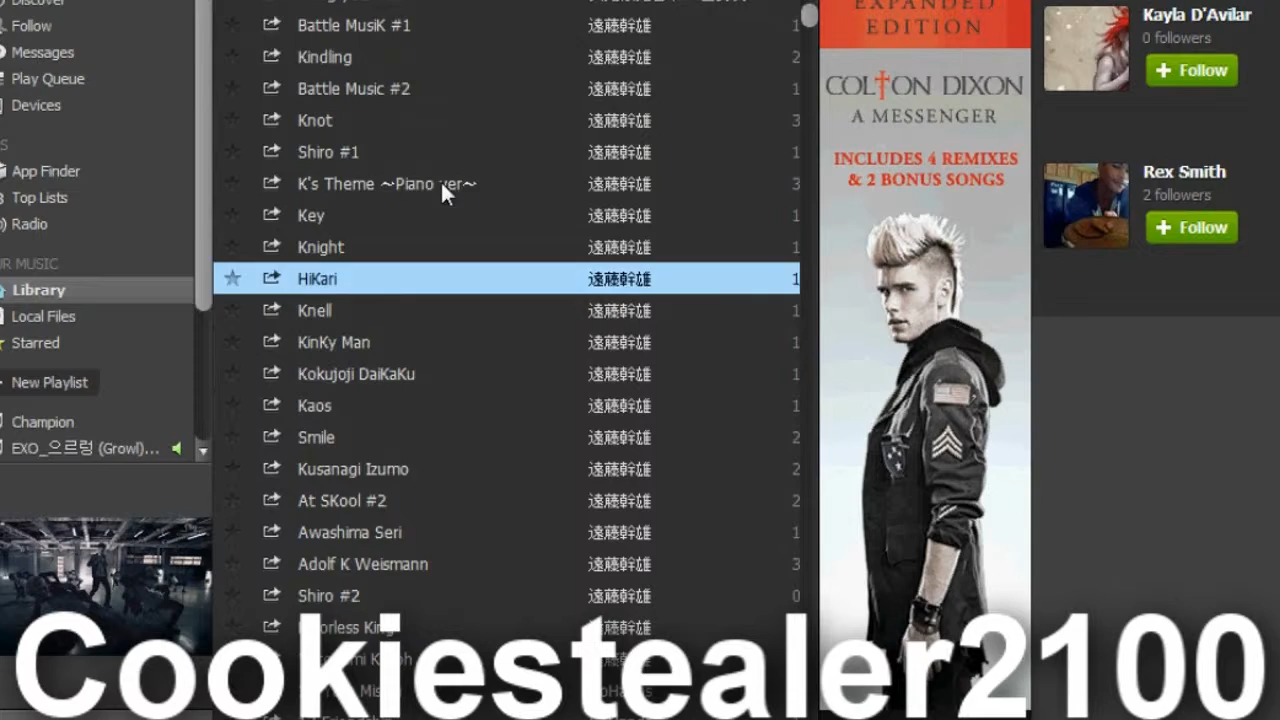 Discover
Follow
Messages
Play Queue
Devices
App Finder
Top Lists
Radio
UR MUSIC
Library
Local Files
Starred
New Playlist
Champion
EXO_으르렁 (Growl)...
Battle MusiK #1 遠藤幹雄 1
Kindling 遠藤幹雄 2
Battle Music #2 遠藤幹雄 1
Knot 遠藤幹雄 3
Shiro #1 遠藤幹雄 1
K's Theme ～Piano ver～ 遠藤幹雄 3
Key 遠藤幹雄 1
Knight 遠藤幹雄 1
HiKari 遠藤幹雄 1
Knell 遠藤幹雄 1
KinKy Man 遠藤幹雄 1
Kokujoji DaiKaKu 遠藤幹雄 1
Kaos 遠藤幹雄 1
Smile 遠藤幹雄 2
Kusanagi Izumo 遠藤幹雄 2
At SKool #2 遠藤幹雄 2
Awashima Seri 遠藤幹雄 1
Adolf K Weismann 遠藤幹雄 3
Shiro #2 遠藤幹雄 0
EXPANDED
EDITION
COLTON DIXON
A MESSENGER
INCLUDES 4 REMIXES
& 2 BONUS SONGS
Kayla D'Avilar
0 followers
+ Follow
Rex Smith
2 followers
+ Follow
Cookiestealer2100